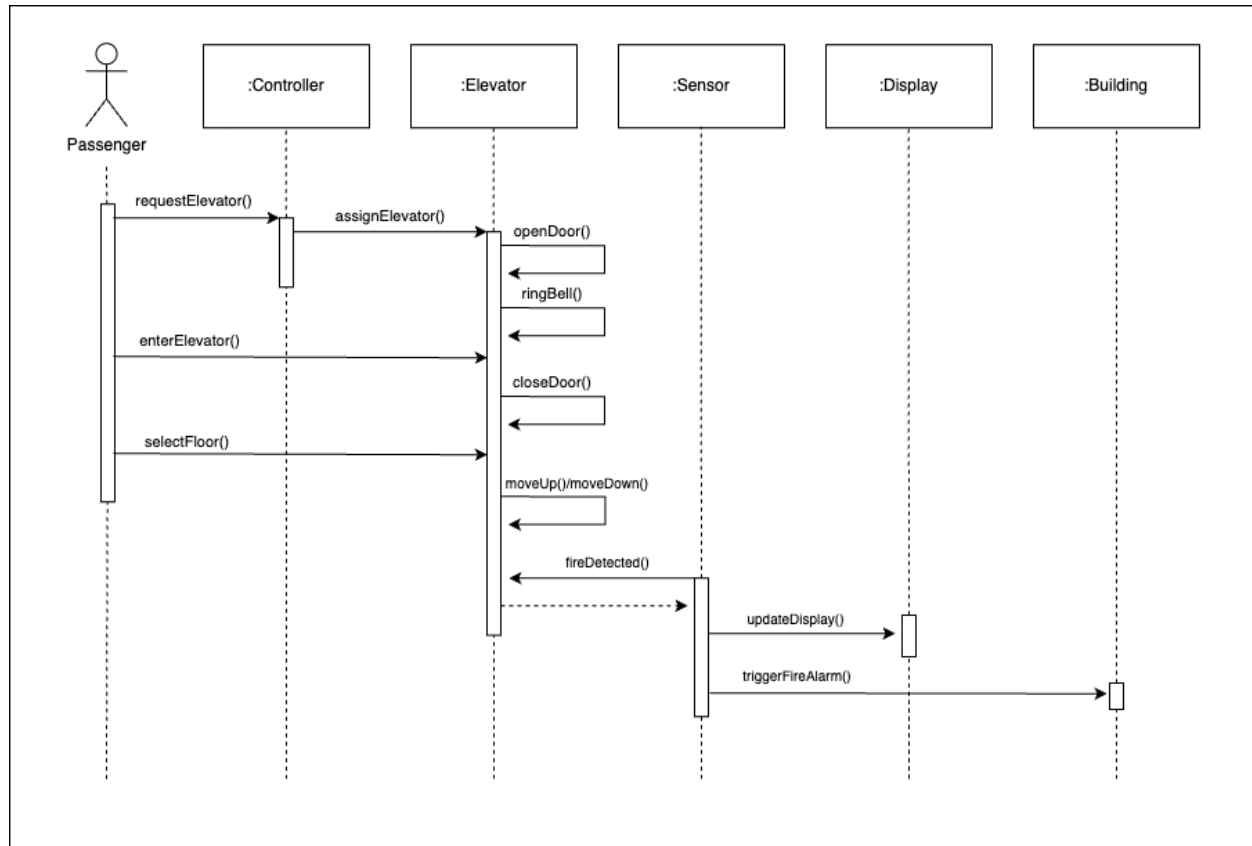 :Controller
:Elevator
:Sensor
:Display
:Building
Passenger
requestElevator()
assignElevator()
openDoor()
ringBell()
enterElevator()
closeDoor()
selectFloor()
moveUp()/moveDown()
fireDetected()
updateDisplay()
triggerFireAlarm()